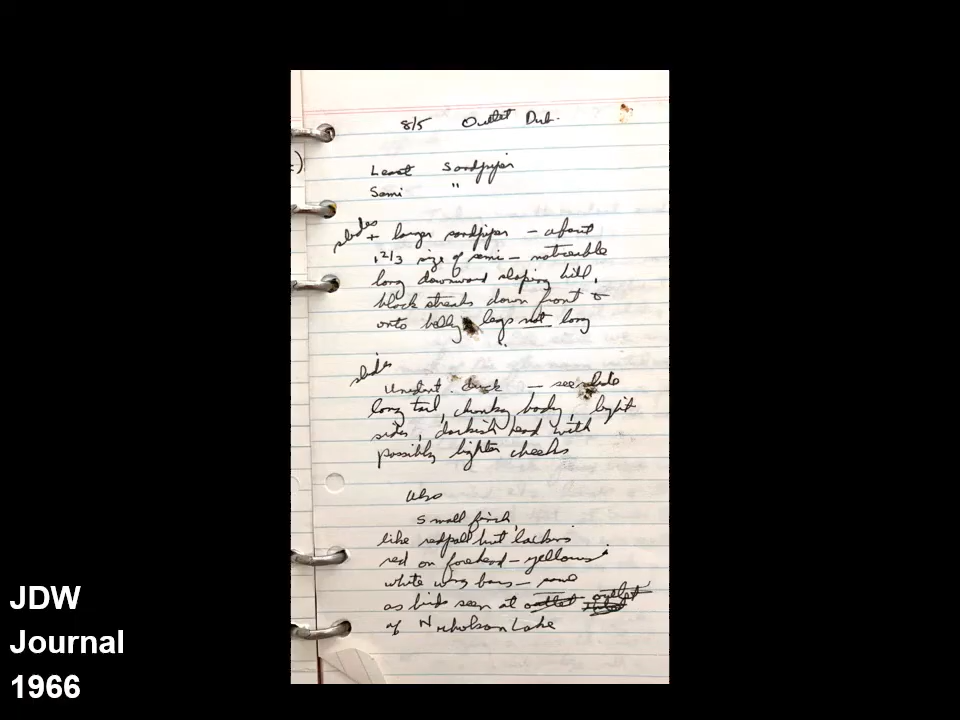 8/5 Outlet Dub.
Least Sandpiper
Semi "
slides
+ larger sandpiper – about
1 2/3 size of semi – noticeable
long downward sloping bill,
black streaks down front &
onto belly legs not long
slides
Unident. duck – see slide
long tail, chunky body, light
sides, darkish head with
possibly lighter cheeks
Also
Small finch,
like redpoll but lacking
red on forehead – yellowish
white wing bars – same
as birds seen at outlet outlet
of Nicholson Lake
JDW
Journal
1966